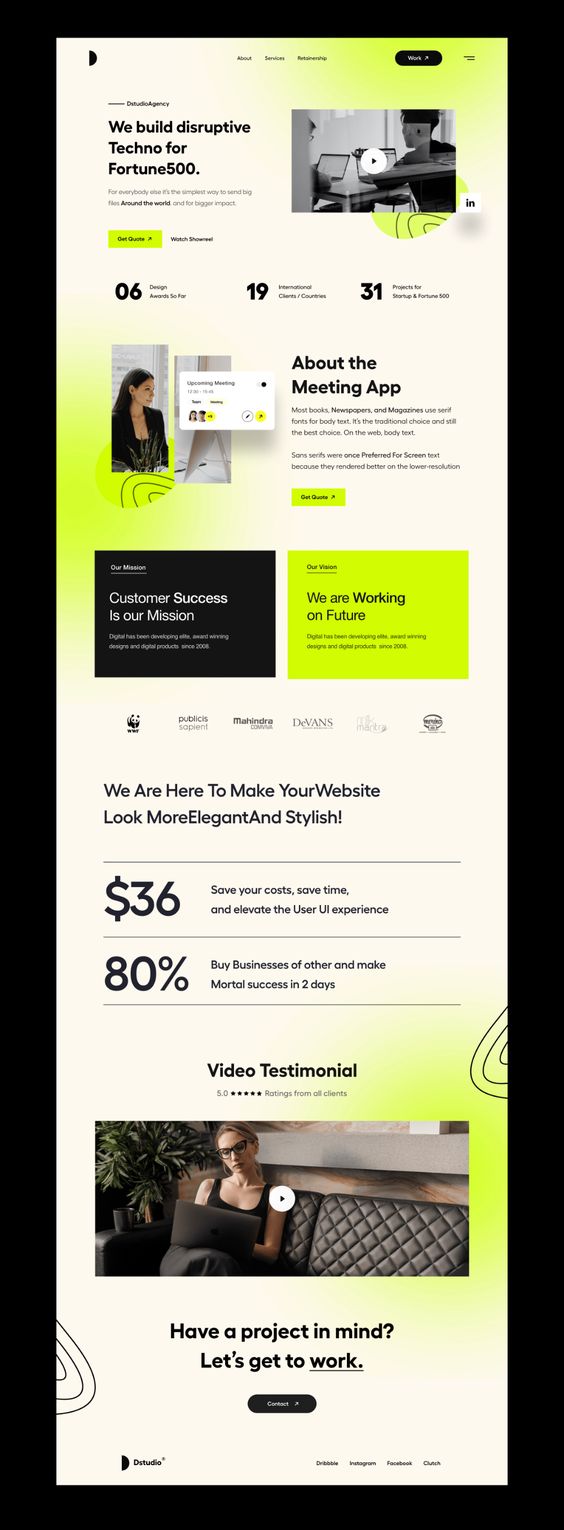 About Services Retainership Work ↗
DstudioAgency
We build disruptive
Techno for
Fortune500.
For everybody else it's the simplest way to send big
files Around the world, and for bigger impact.
Get Quote ↗ Watch Showreel
in
06 Design
Awards So Far
19 International
Clients / Countries
31 Projects for
Startup & Fortune 500
Upcoming Meeting
12:30 - 15:45
Team Meeting
+5
About the
Meeting App
Most books, Newspapers, and Magazines use serif
fonts for body text. It's the traditional choice and still
the best choice. On the web, body text.
Sans serifs were once Preferred For Screen text
because they rendered better on the lower-resolution
Get Quote ↗
Our Mission
Customer Success
Is our Mission
Digital has been developing elite, award winning
designs and digital products since 2008.
Our Vision
We are Working
on Future
Digital has been developing elite, award winning
designs and digital products since 2008.
WWF
publicis
sapient
Mahindra
COMVIVA
DeVANS
milk
mantra
We Are Here To Make YourWebsite
Look MoreElegantAnd Stylish!
$36
Save your costs, save time,
and elevate the User UI experience
80%
Buy Businesses of other and make
Mortal success in 2 days
Video Testimonial
5.0 ★★★★★ Ratings from all clients
Have a project in mind?
Let's get to work.
Contact ↗
Dstudio®
Dribbble Instagram Facebook Clutch